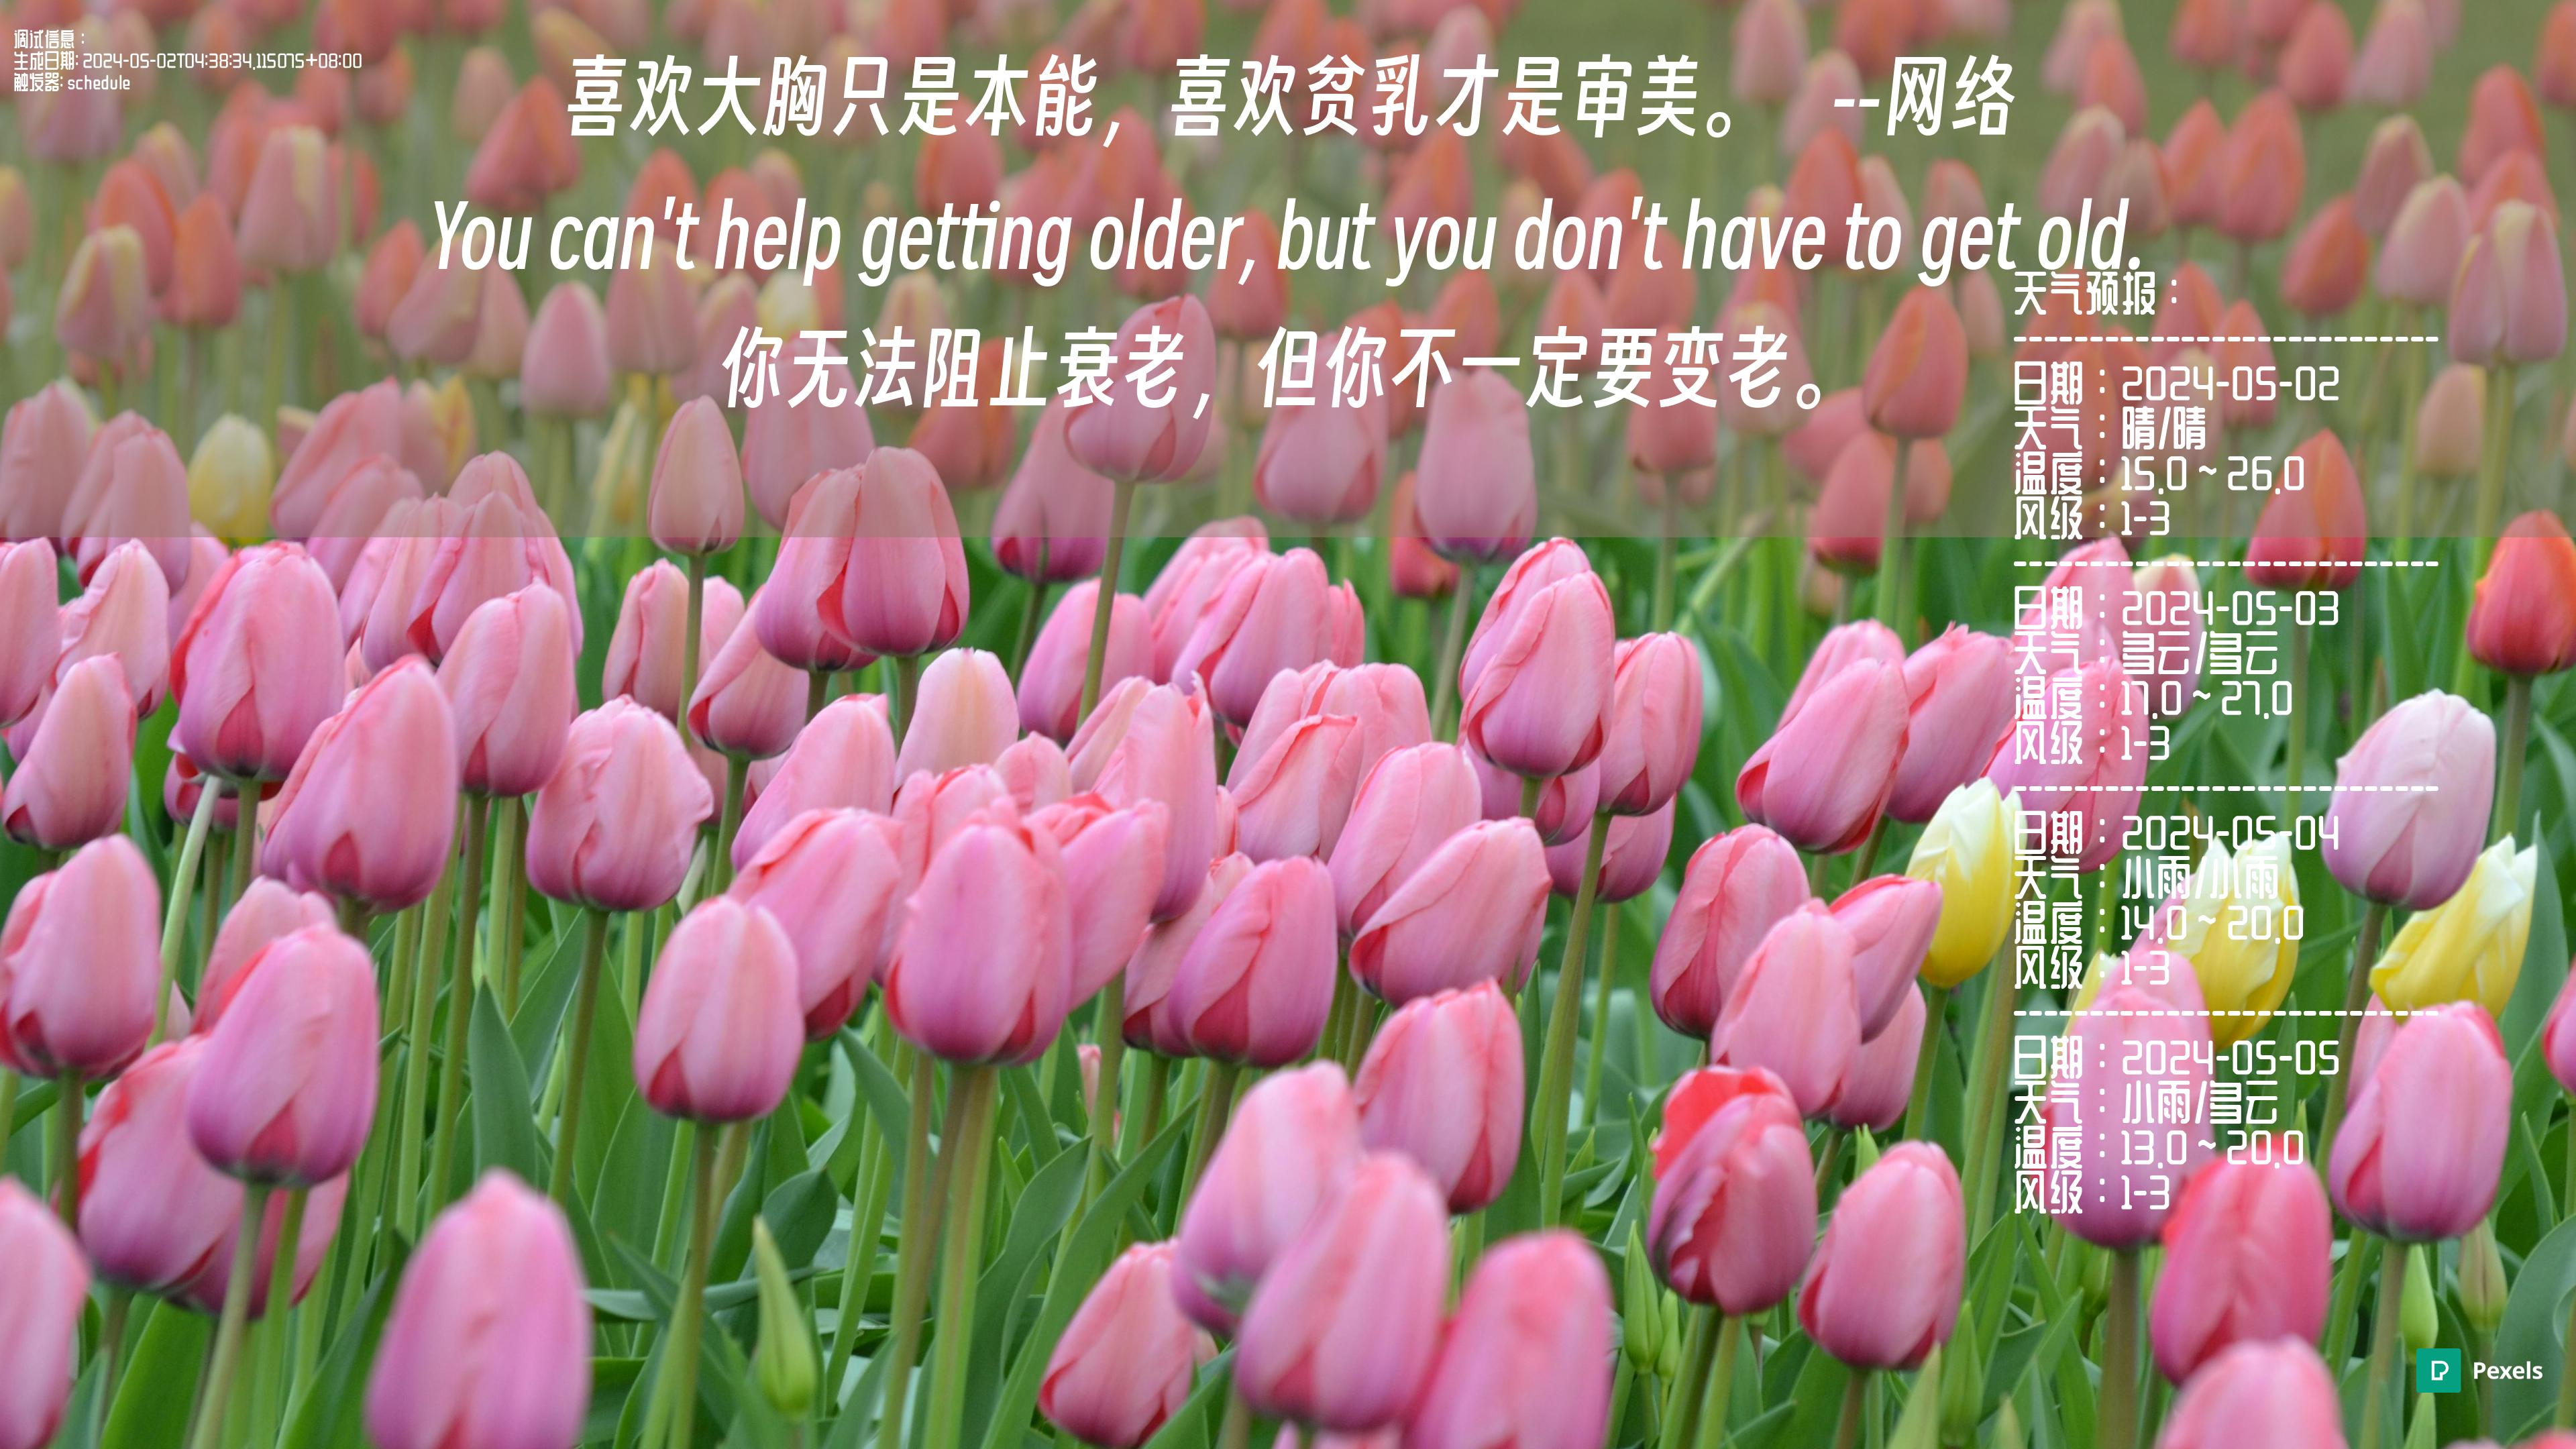 调试信息：
生成日期: 2024-05-02T04:38:34.115075+08:00
触发器: schedule
喜欢大胸只是本能，喜欢贫乳才是审美。 --网络
You can't help getting older, but you don't have to get old.
你无法阻止衰老，但你不一定要变老。
天气预报：
------------------------------
日期：2024-05-02
天气：晴/晴
温度：15.0 ~ 26.0
风级：1-3
------------------------------
日期：2024-05-03
天气：多云/多云
温度：17.0 ~ 27.0
风级：1-3
------------------------------
日期：2024-05-04
天气：小雨/小雨
温度：14.0 ~ 20.0
风级：1-3
------------------------------
日期：2024-05-05
天气：小雨/多云
温度：13.0 ~ 20.0
风级：1-3
Pexels